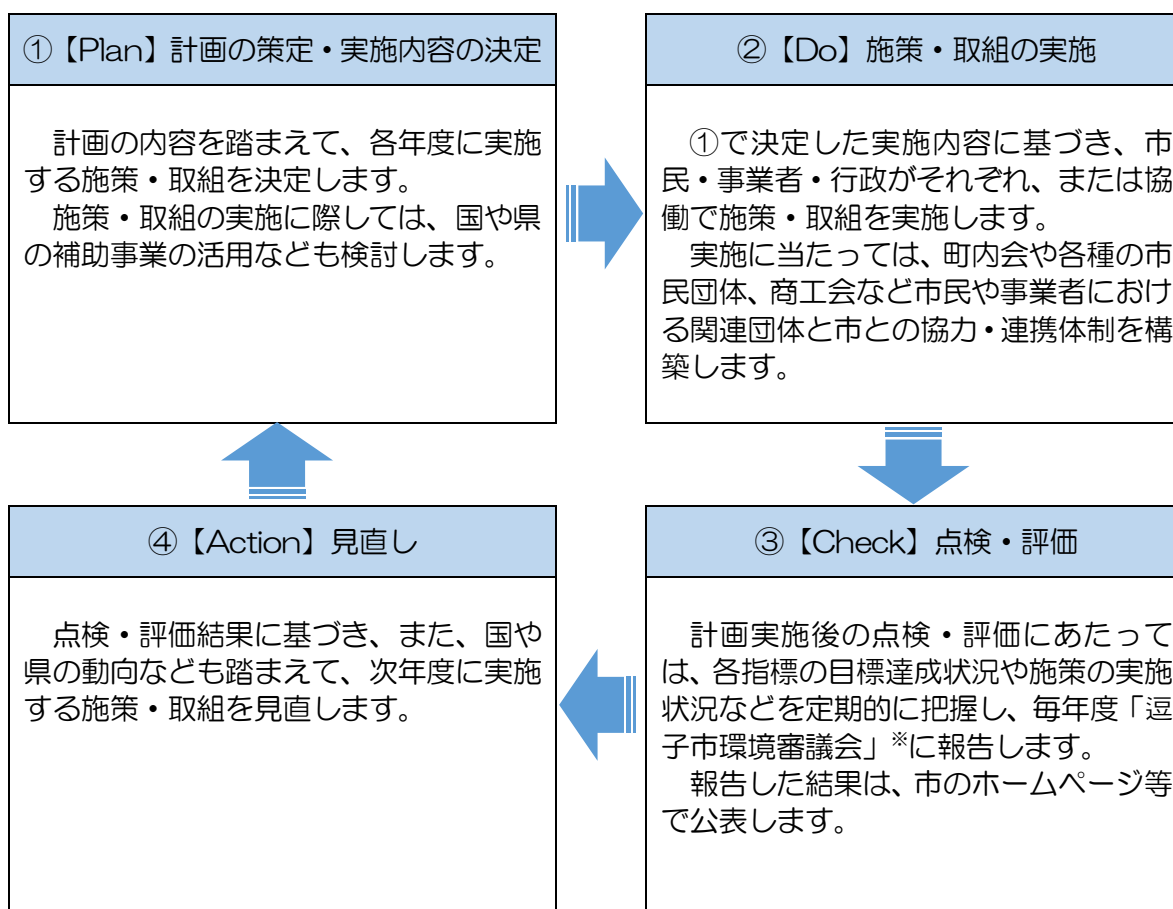 ①【Plan】計画の策定・実施内容の決定
計画の内容を踏まえて、各年度に実施
する施策・取組を決定します。
施策・取組の実施に際しては、国や県
の補助事業の活用なども検討します。
②【Do】施策・取組の実施
①で決定した実施内容に基づき、市
民・事業者・行政がそれぞれ、または協
働で施策・取組を実施します。
実施に当たっては、町内会や各種の市
民団体、商工会など市民や事業者におけ
る関連団体と市との協力・連携体制を構
築します。
③【Check】点検・評価
計画実施後の点検・評価にあたって
は、各指標の目標達成状況や施策の実施
状況などを定期的に把握し、毎年度「逗
子市環境審議会」※に報告します。
報告した結果は、市のホームページ等
で公表します。
④【Action】見直し
点検・評価結果に基づき、また、国や
県の動向なども踏まえて、次年度に実施
する施策・取組を見直します。